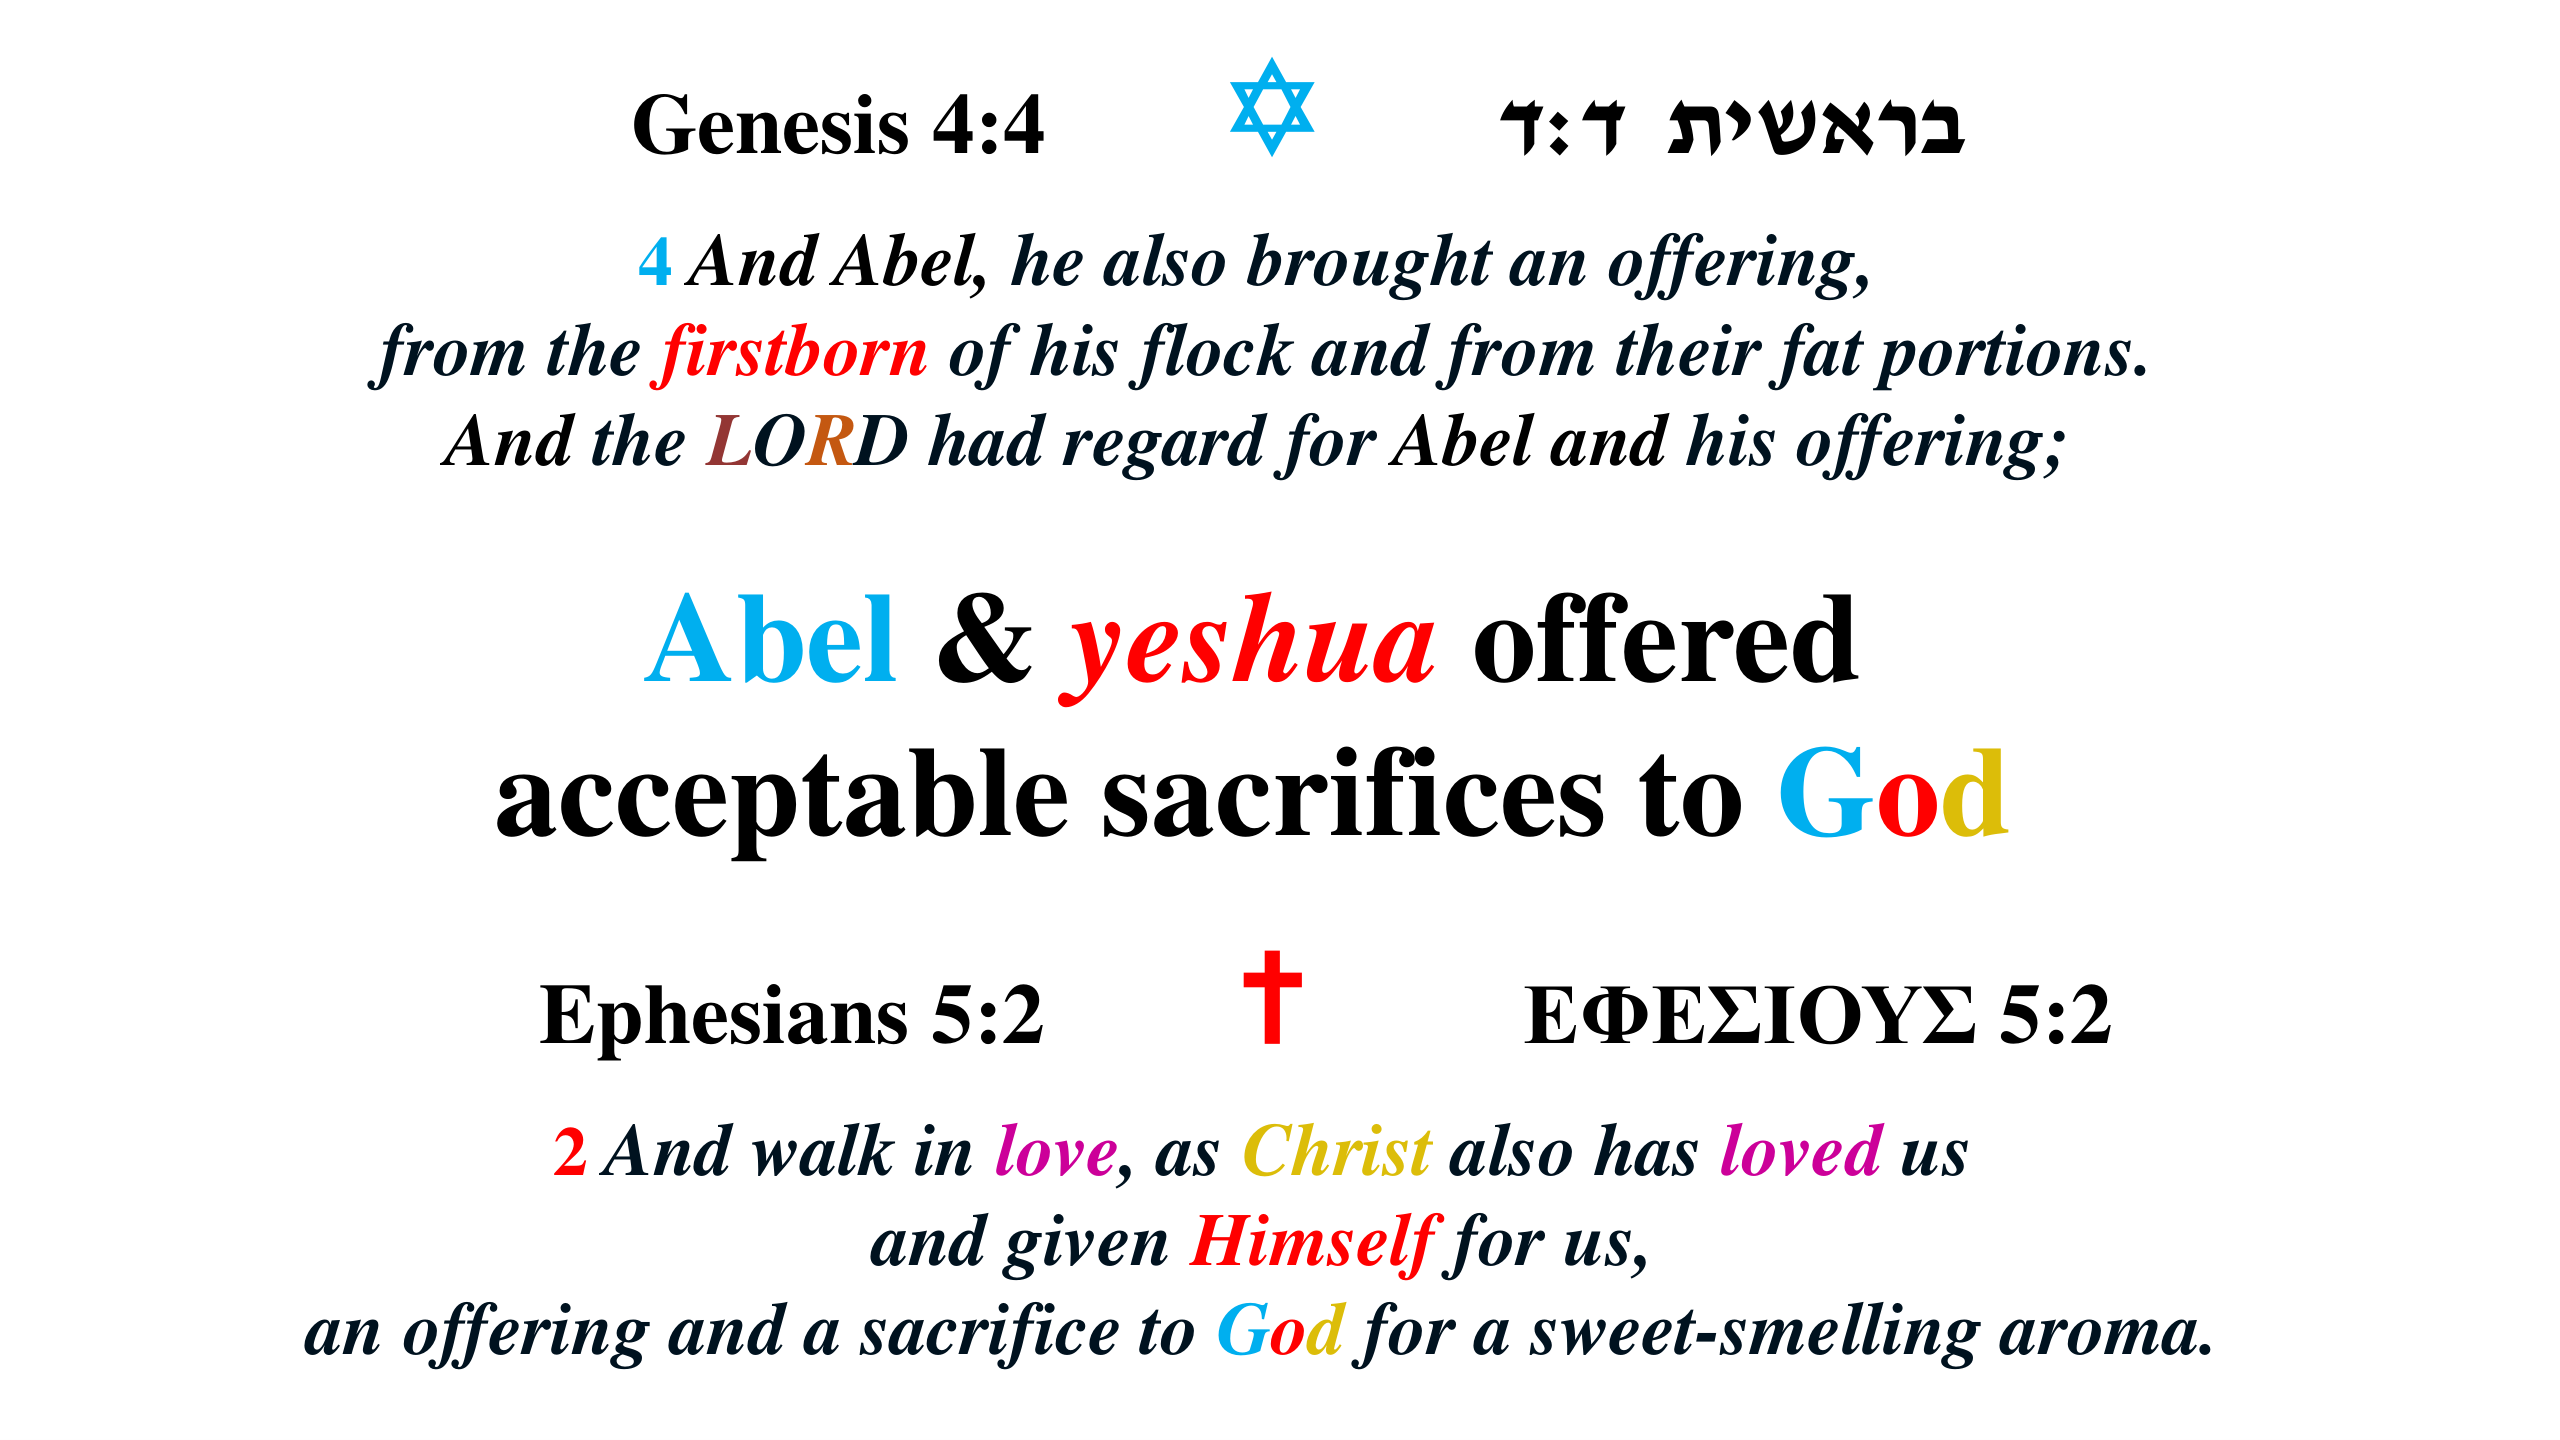 Genesis 4:4 ✡ בראשית ד:ד
4 And Abel, he also brought an offering,
from the firstborn of his flock and from their fat portions.
And the LORD had regard for Abel and his offering;
Abel & yeshua offered
acceptable sacrifices to God
Ephesians 5:2 ✝ ΕΦΕΣΙΟΥΣ 5:2
2 And walk in love, as Christ also has loved us
and given Himself for us,
an offering and a sacrifice to God for a sweet-smelling aroma.